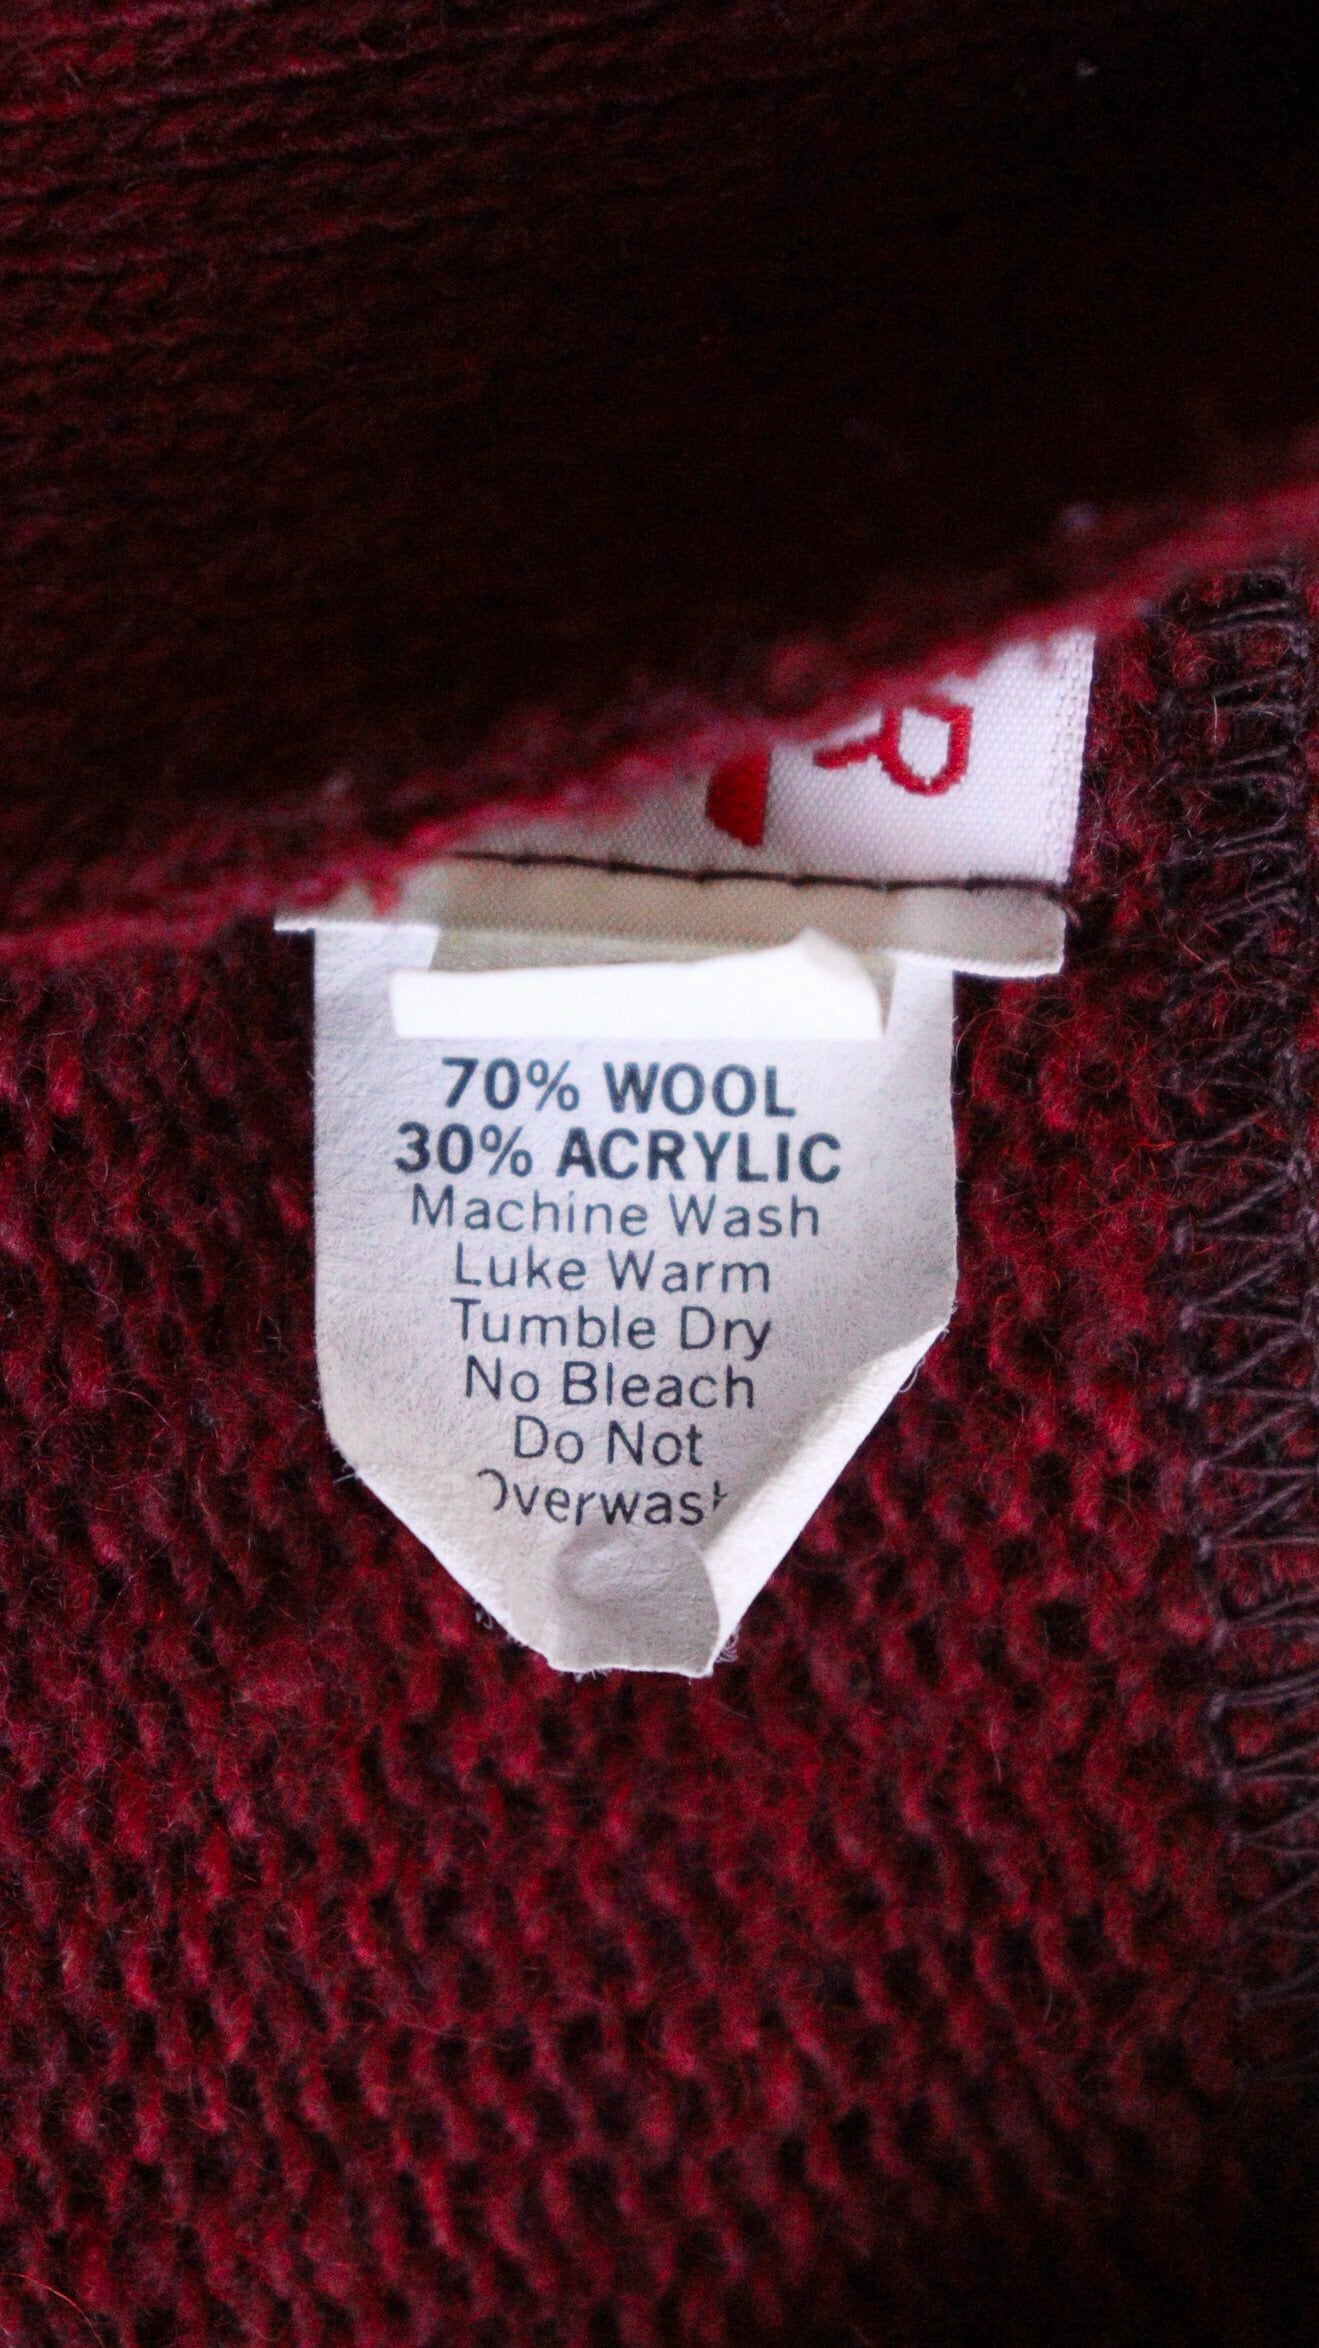 R
70% WOOL
30% ACRYLIC
Machine Wash
Luke Warm
Tumble Dry
No Bleach
Do Not
Overwash